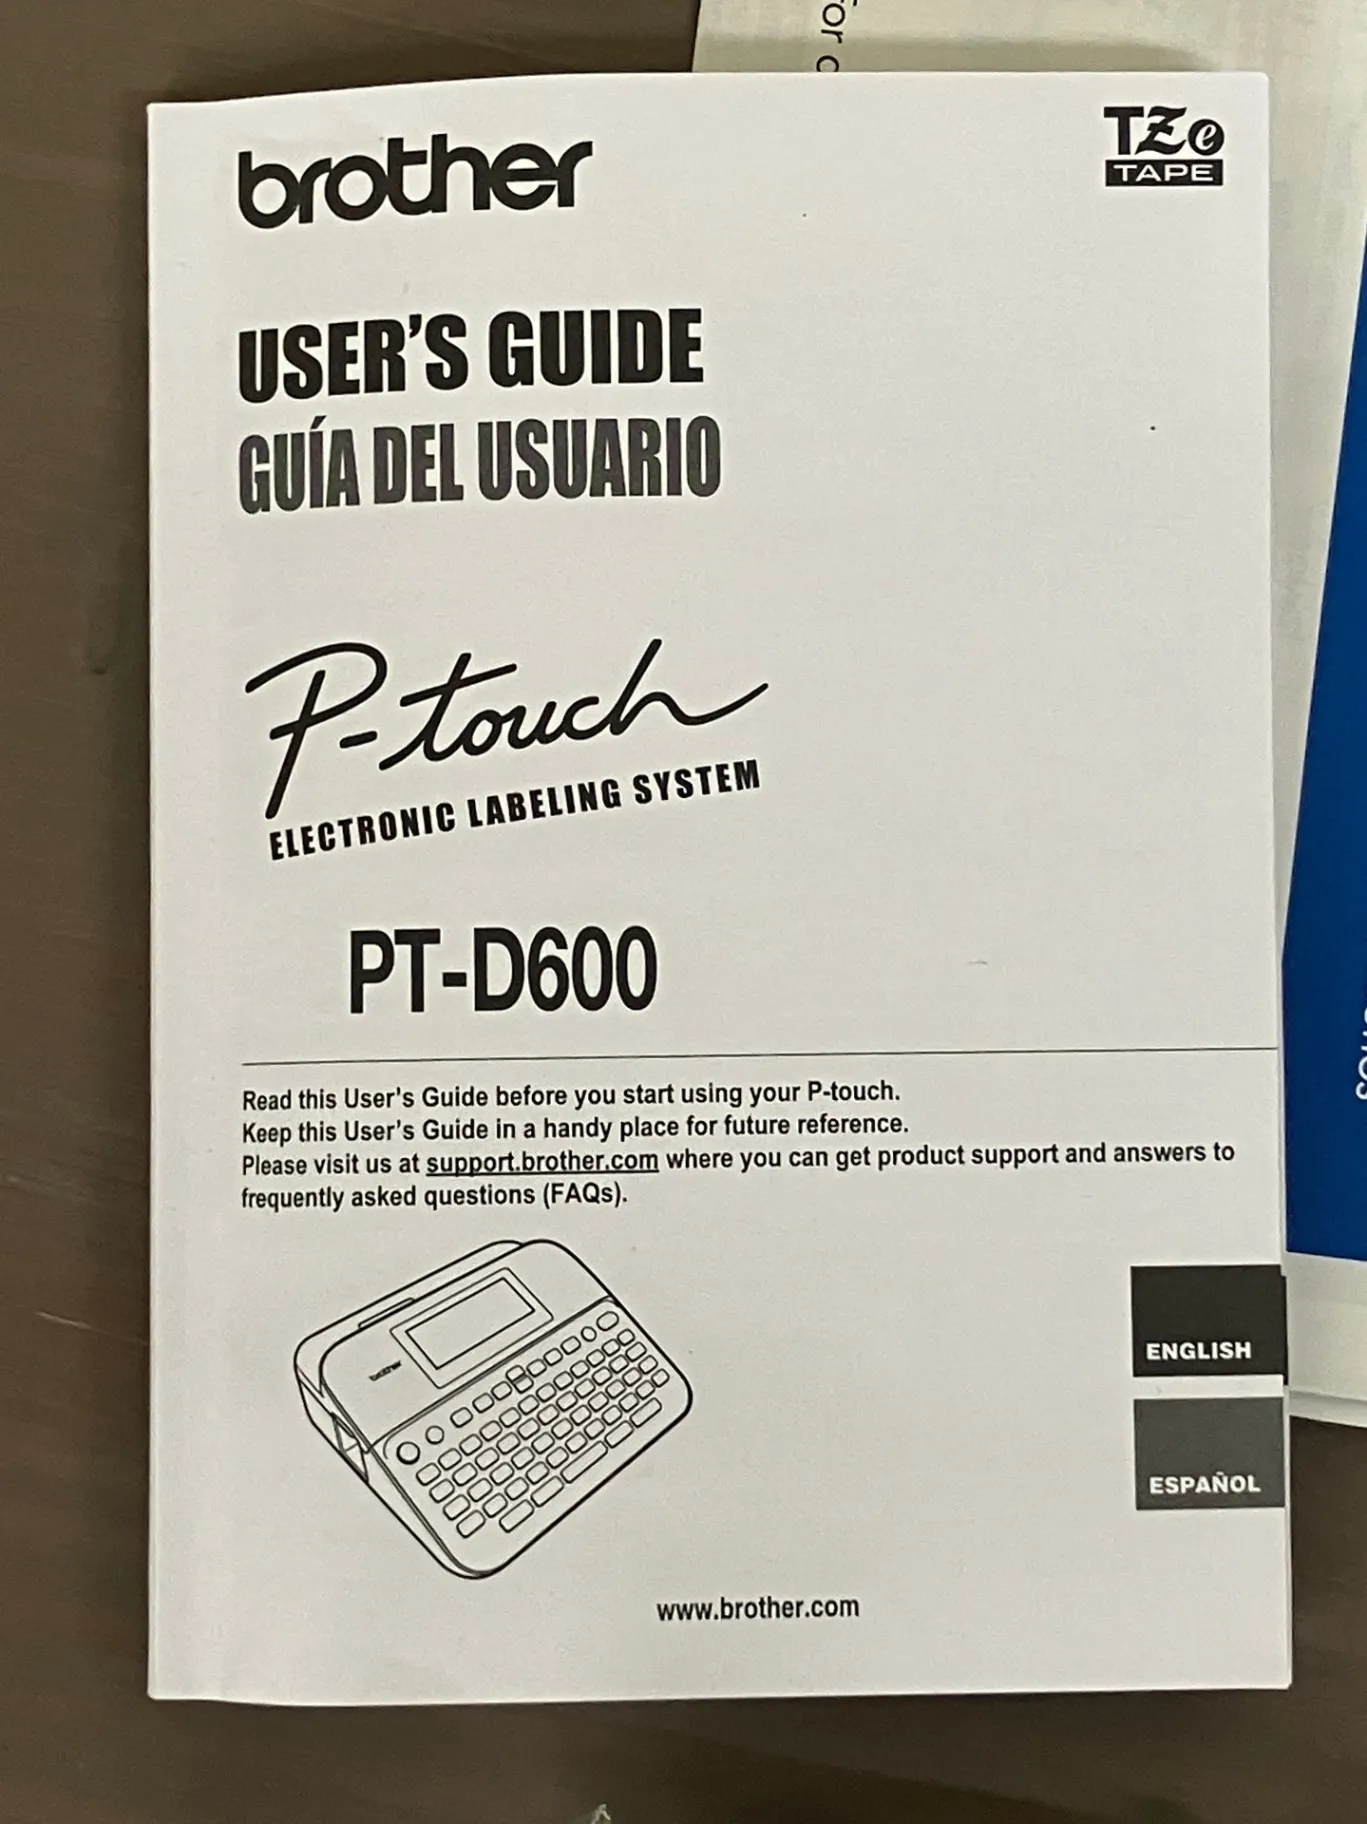 For
brother
TZe
TAPE
USER'S GUIDE
GUÍA DEL USUARIO
P-touch
ELECTRONIC LABELING SYSTEM
PT-D600
Read this User's Guide before you start using your P-touch.
Keep this User's Guide in a handy place for future reference.
Please visit us at support.brother.com where you can get product support and answers to
frequently asked questions (FAQs).
brother
ENGLISH
ESPAÑOL
www.brother.com